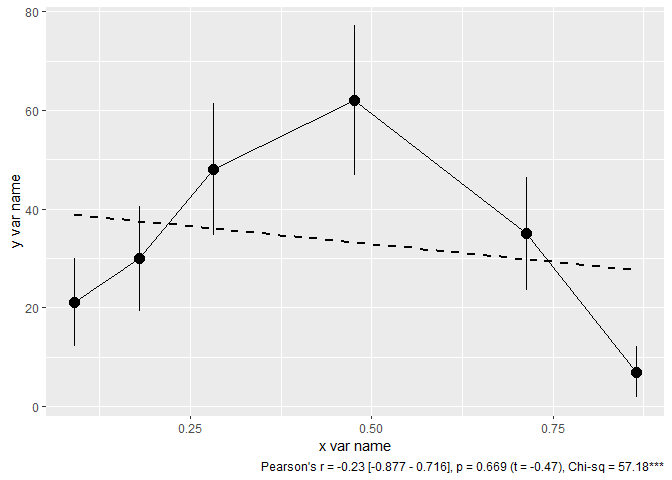 80
60
40
20
0
y var name
0.25 0.50 0.75
x var name
Pearson's r = -0.23 [-0.877 - 0.716], p = 0.669 (t = -0.47), Chi-sq = 57.18***